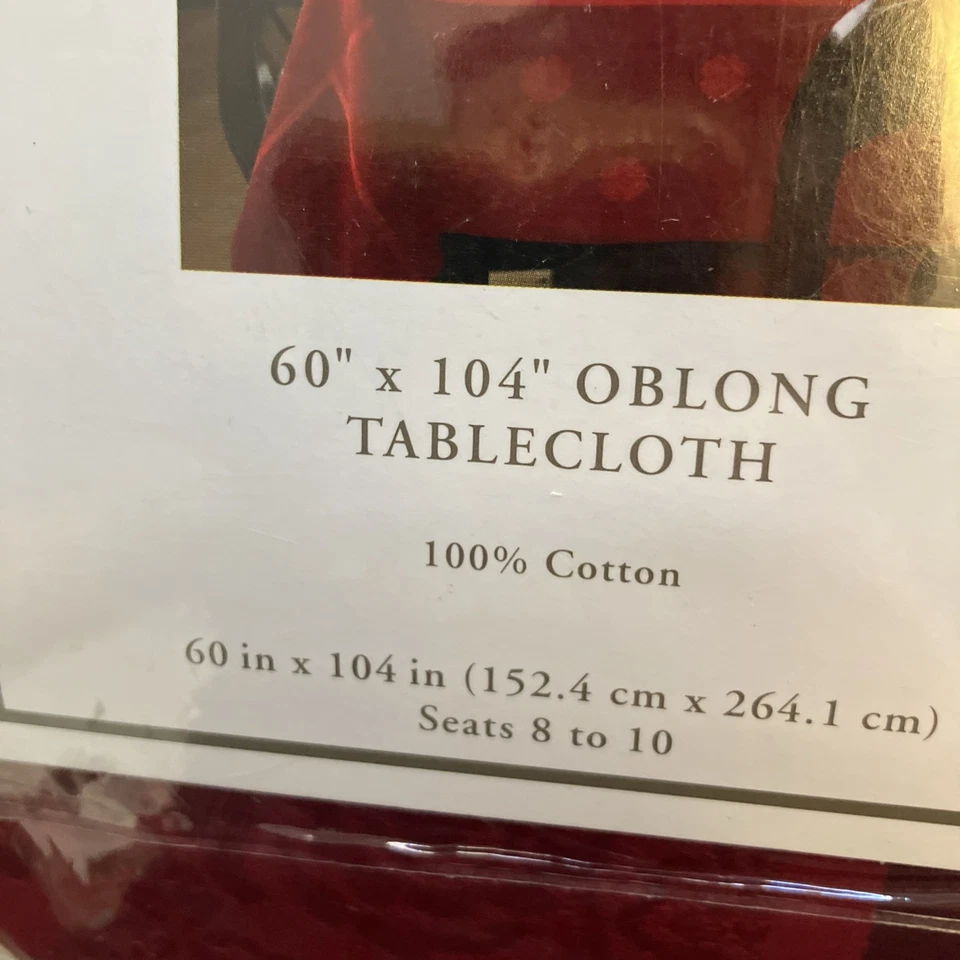 60" x 104" OBLONG
TABLECLOTH
100% Cotton
60 in x 104 in (152.4 cm x 264.1 cm)
Seats 8 to 10